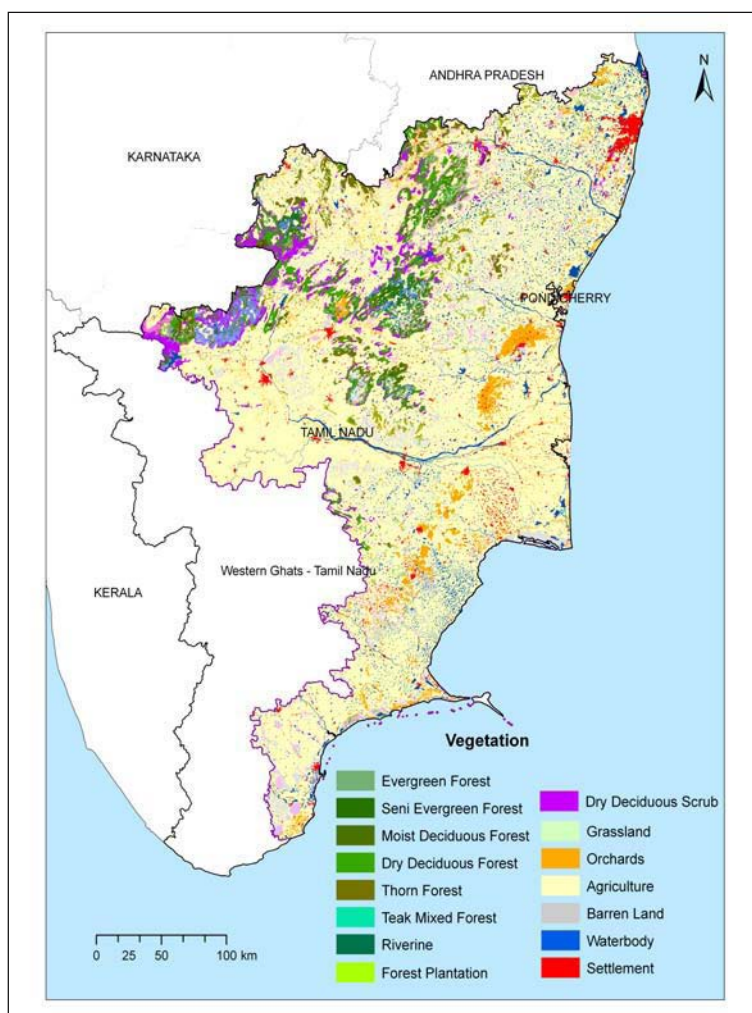 N
ANDHRA PRADESH
KARNATAKA
PONDICHERRY
TAMIL NADU
Western Ghats - Tamil Nadu
KERALA
Vegetation
Evergreen Forest
Seni Evergreen Forest
Moist Deciduous Forest
Dry Deciduous Forest
Thorn Forest
Teak Mixed Forest
Riverine
Forest Plantation
Dry Deciduous Scrub
Grassland
Orchards
Agriculture
Barren Land
Waterbody
Settlement
0 25 50 100 km